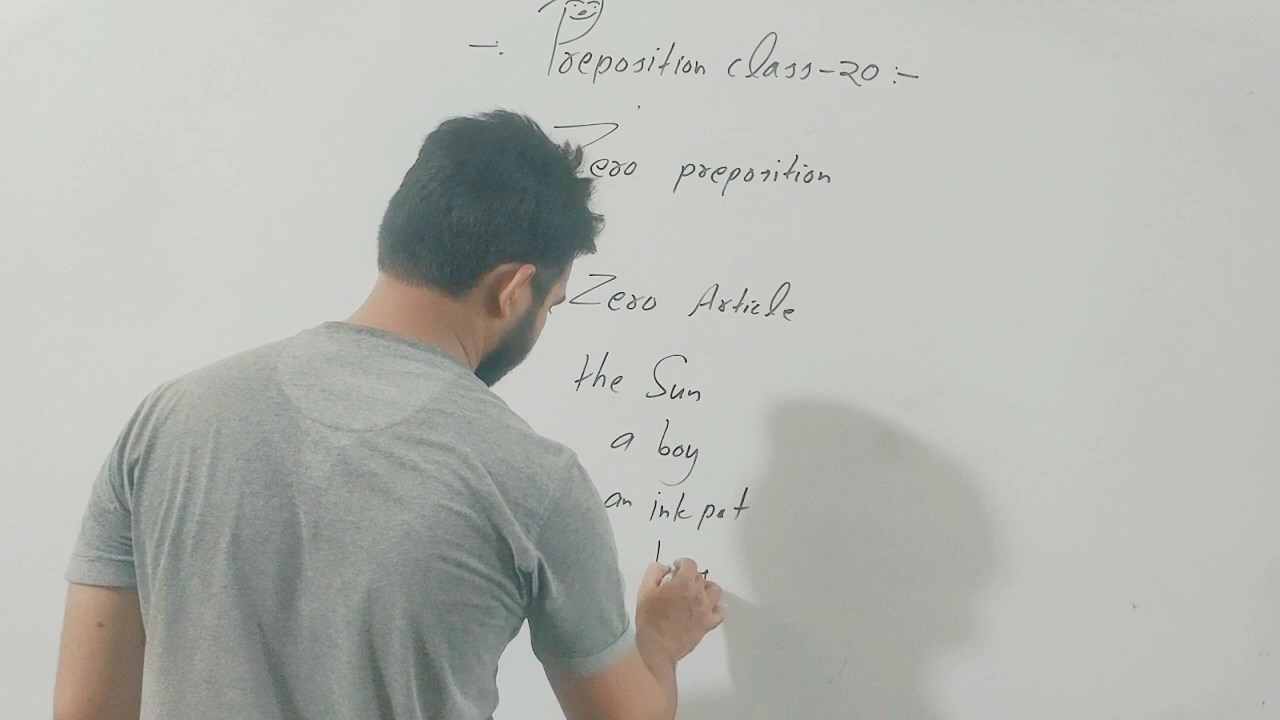 -: Preposition class-20 :-
Zero preposition
Zero Article
the Sun
a boy
an ink pot